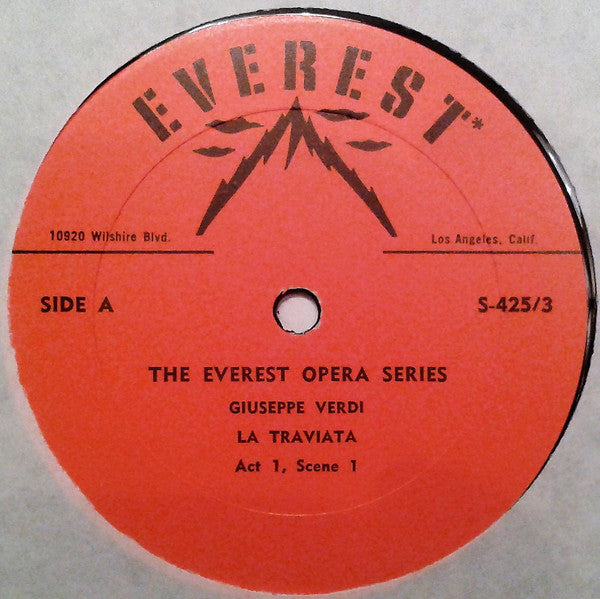 EVEREST*
10920 Wilshire Blvd. Los Angeles, Calif.
SIDE A S-425/3
THE EVEREST OPERA SERIES
GIUSEPPE VERDI
LA TRAVIATA
Act 1, Scene 1